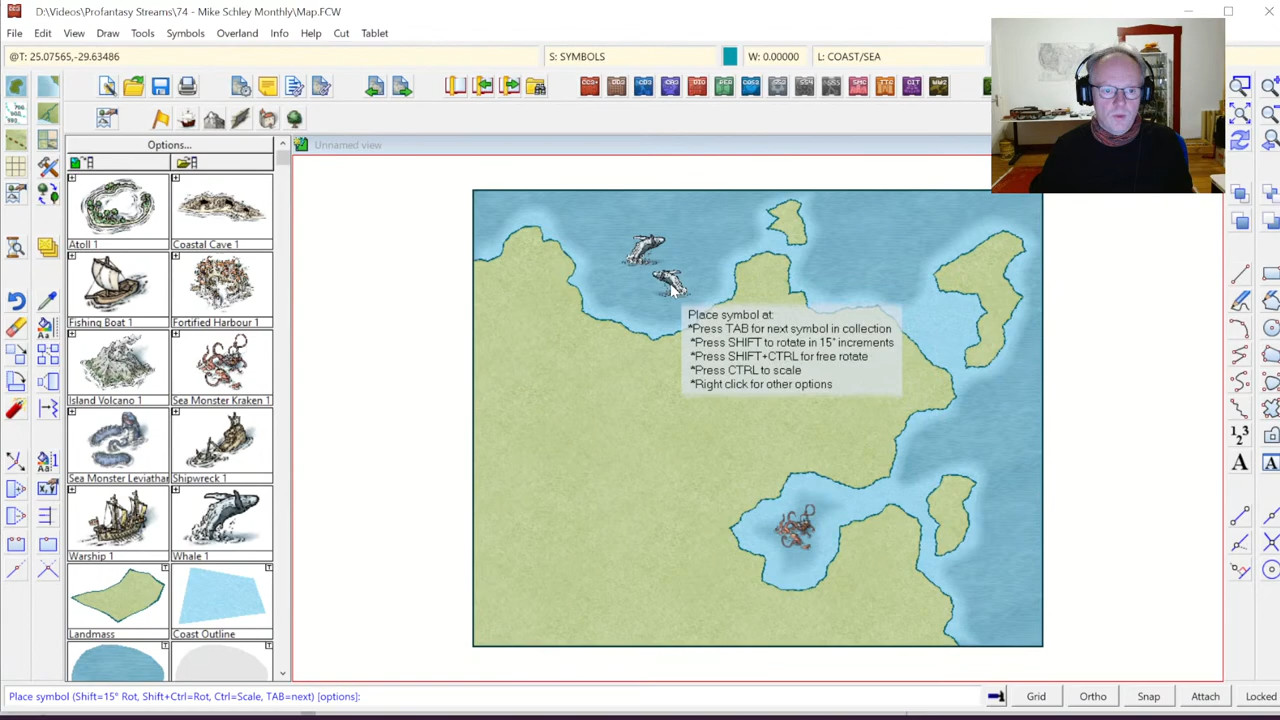 D:\Videos\Profantasy Streams\74 - Mike Schley Monthly\Map.FCW
File Edit View Draw Tools Symbols Overland Info Help Cut Tablet
@T: 25.07565,-29.63486 S: SYMBOLS W: 0.00000 L: COAST/SEA
Options...
Unnamed view
Atoll 1 Coastal Cave 1
Fishing Boat 1 Fortified Harbour 1
Island Volcano 1 Sea Monster Kraken 1
Sea Monster Leviathan Shipwreck 1
Warship 1 Whale 1
Landmass Coast Outline
Place symbol at:
*Press TAB for next symbol in collection
*Press SHIFT to rotate in 15° increments
*Press SHIFT+CTRL for free rotate
*Press CTRL to scale
*Right click for other options
Place symbol (Shift=15° Rot, Shift+Ctrl=Rot, Ctrl=Scale, TAB=next) [options]:
Grid Ortho Snap Attach Locked